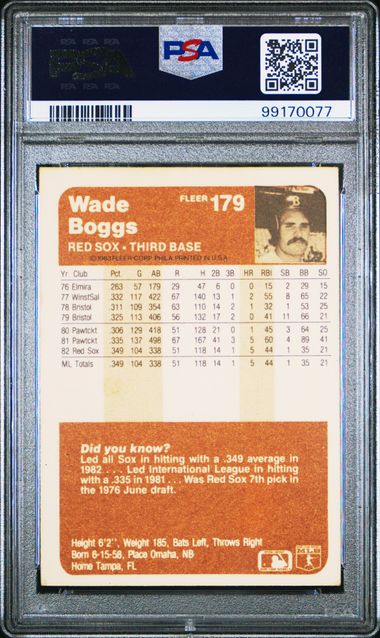 PSA
99170077
Wade
Boggs
FLEER 179
RED SOX • THIRD BASE
©1983 FLEER CORP. PHILA. PRINTED IN U.S.A.
Yr. Club Pct. G AB R H 2B 3B HR RBI SB BB SO
76 Elmira .263 57 179 29 47 6 0 0 15 2 29 15
77 WinstSal .332 117 422 67 140 13 1 2 55 8 65 22
78 Bristol .311 109 354 63 110 14 2 1 32 1 53 25
79 Bristol .325 113 406 56 132 17 2 0 41 11 66 21
80 Pawtckt .306 129 418 51 128 21 0 1 45 3 64 25
81 Pawtckt .335 137 498 67 167 41 3 5 60 4 89 41
82 Red Sox .349 104 338 51 118 14 1 5 44 1 35 21
ML Totals .349 104 338 51 118 14 1 5 44 1 35 21
Did you know?
Led all Sox in hitting with a .349 average in
1982 . . . Led International League in hitting
with a .335 in 1981 . . . Was Red Sox 7th pick in
the 1976 June draft.
Height 6'2'', Weight 185, Bats Left, Throws Right
Born 6-15-58, Place Omaha, NB
Home Tampa, FL